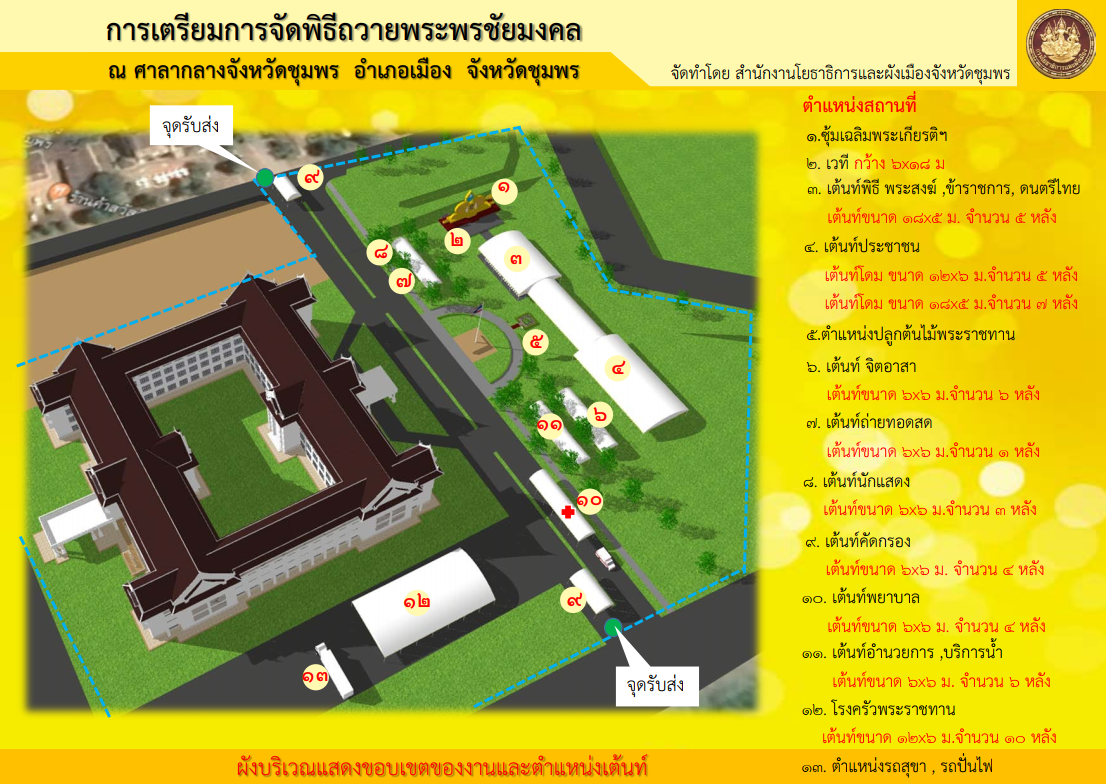 การเตรียมการจัดพิธีถวายพระพรชัยมงคล
ณ ศาลากลางจังหวัดชุมพร อำเภอเมือง จังหวัดชุมพร
จัดทำโดย สำนักงานโยธาธิการและผังเมืองจังหวัดชุมพร
จุดรับส่ง
๙
๑
๒
๘
๓
๗
๕
๔
๖
๑๑
๑๐
๑๒
๙
๑๓
จุดรับส่ง
ตำแหน่งสถานที่
๑.ซุ้มเฉลิมพระเกียรติฯ
๒. เวที กว้าง ๖x๑๘ ม
๓. เต้นท์พิธี พระสงฆ์ ,ข้าราชการ, ดนตรีไทย
เต้นท์ขนาด ๑๘x๕ ม. จำนวน ๕ หลัง
๔. เต้นท์ประชาชน
เต้นท์โดม ขนาด ๑๒x๖ ม.จำนวน ๕ หลัง
เต้นท์โดม ขนาด ๑๘x๕ ม.จำนวน ๗ หลัง
๕.ตำแหน่งปลูกต้นไม้พระราชทาน
๖. เต้นท์ จิตอาสา
เต้นท์ขนาด ๖x๖ ม.จำนวน ๖ หลัง
๗. เต้นท์ถ่ายทอดสด
เต้นท์ขนาด ๖x๖ ม.จำนวน ๑ หลัง
๘. เต้นท์นักแสดง
เต้นท์ขนาด ๖x๖ ม.จำนวน ๓ หลัง
๙. เต้นท์คัดกรอง
เต้นท์ขนาด ๖x๖ ม. จำนวน ๔ หลัง
๑๐. เต้นท์พยาบาล
เต้นท์ขนาด ๖x๖ ม. จำนวน ๔ หลัง
๑๑. เต้นท์อำนวยการ ,บริการน้ำ
เต้นท์ขนาด ๖x๖ ม. จำนวน ๖ หลัง
๑๒. โรงครัวพระราชทาน
เต้นท์ขนาด ๑๒x๖ ม.จำนวน ๑๐ หลัง
๑๓. ตำแหน่งรถสุขา , รถปั่นไฟ
ผังบริเวณแสดงขอบเขตของงานและตำแหน่งเต้นท์